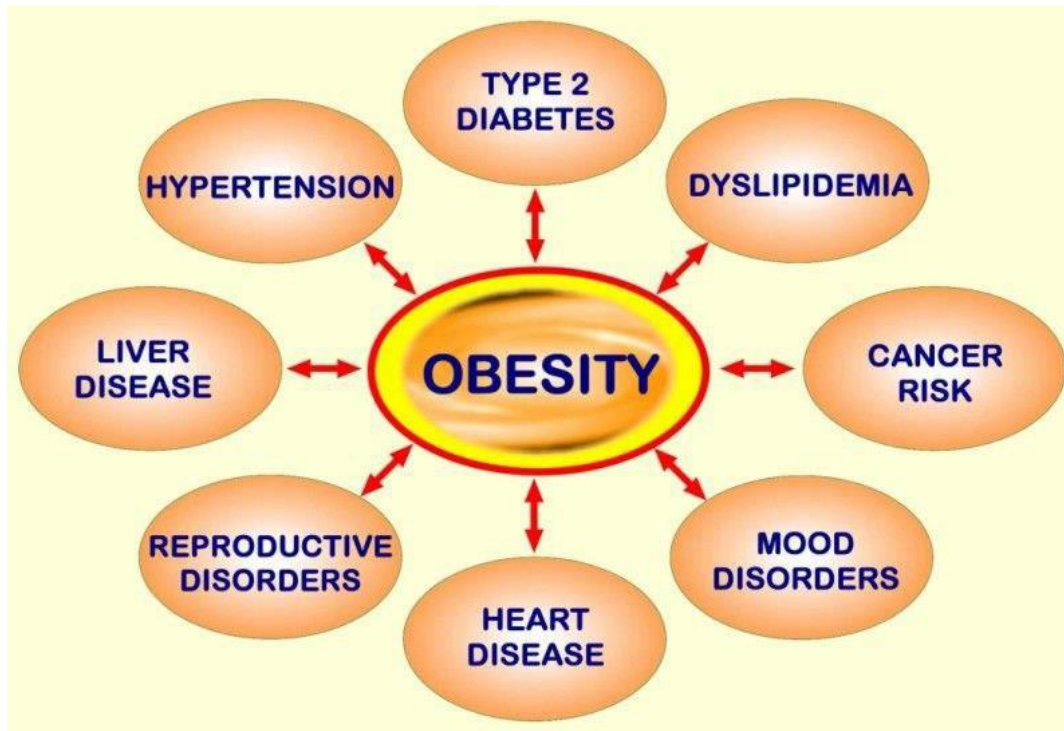 TYPE 2
DIABETES
HYPERTENSION
DYSLIPIDEMIA
LIVER
DISEASE
OBESITY
CANCER
RISK
REPRODUCTIVE
DISORDERS
MOOD
DISORDERS
HEART
DISEASE